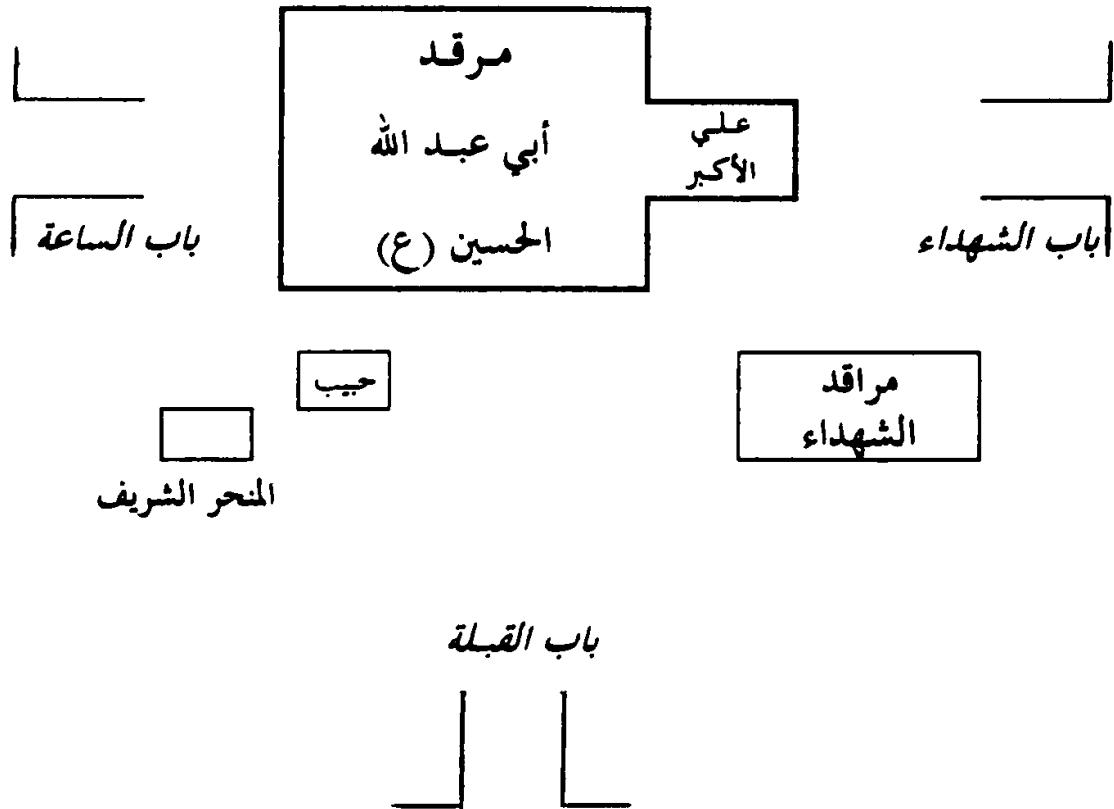 مرقد
أبي عبد الله
الحسين (ع)
علي
الأكبر
باب الشهداء
باب الساعة
مراقد
الشهداء
حبيب
المنحر الشريف
باب القبلة